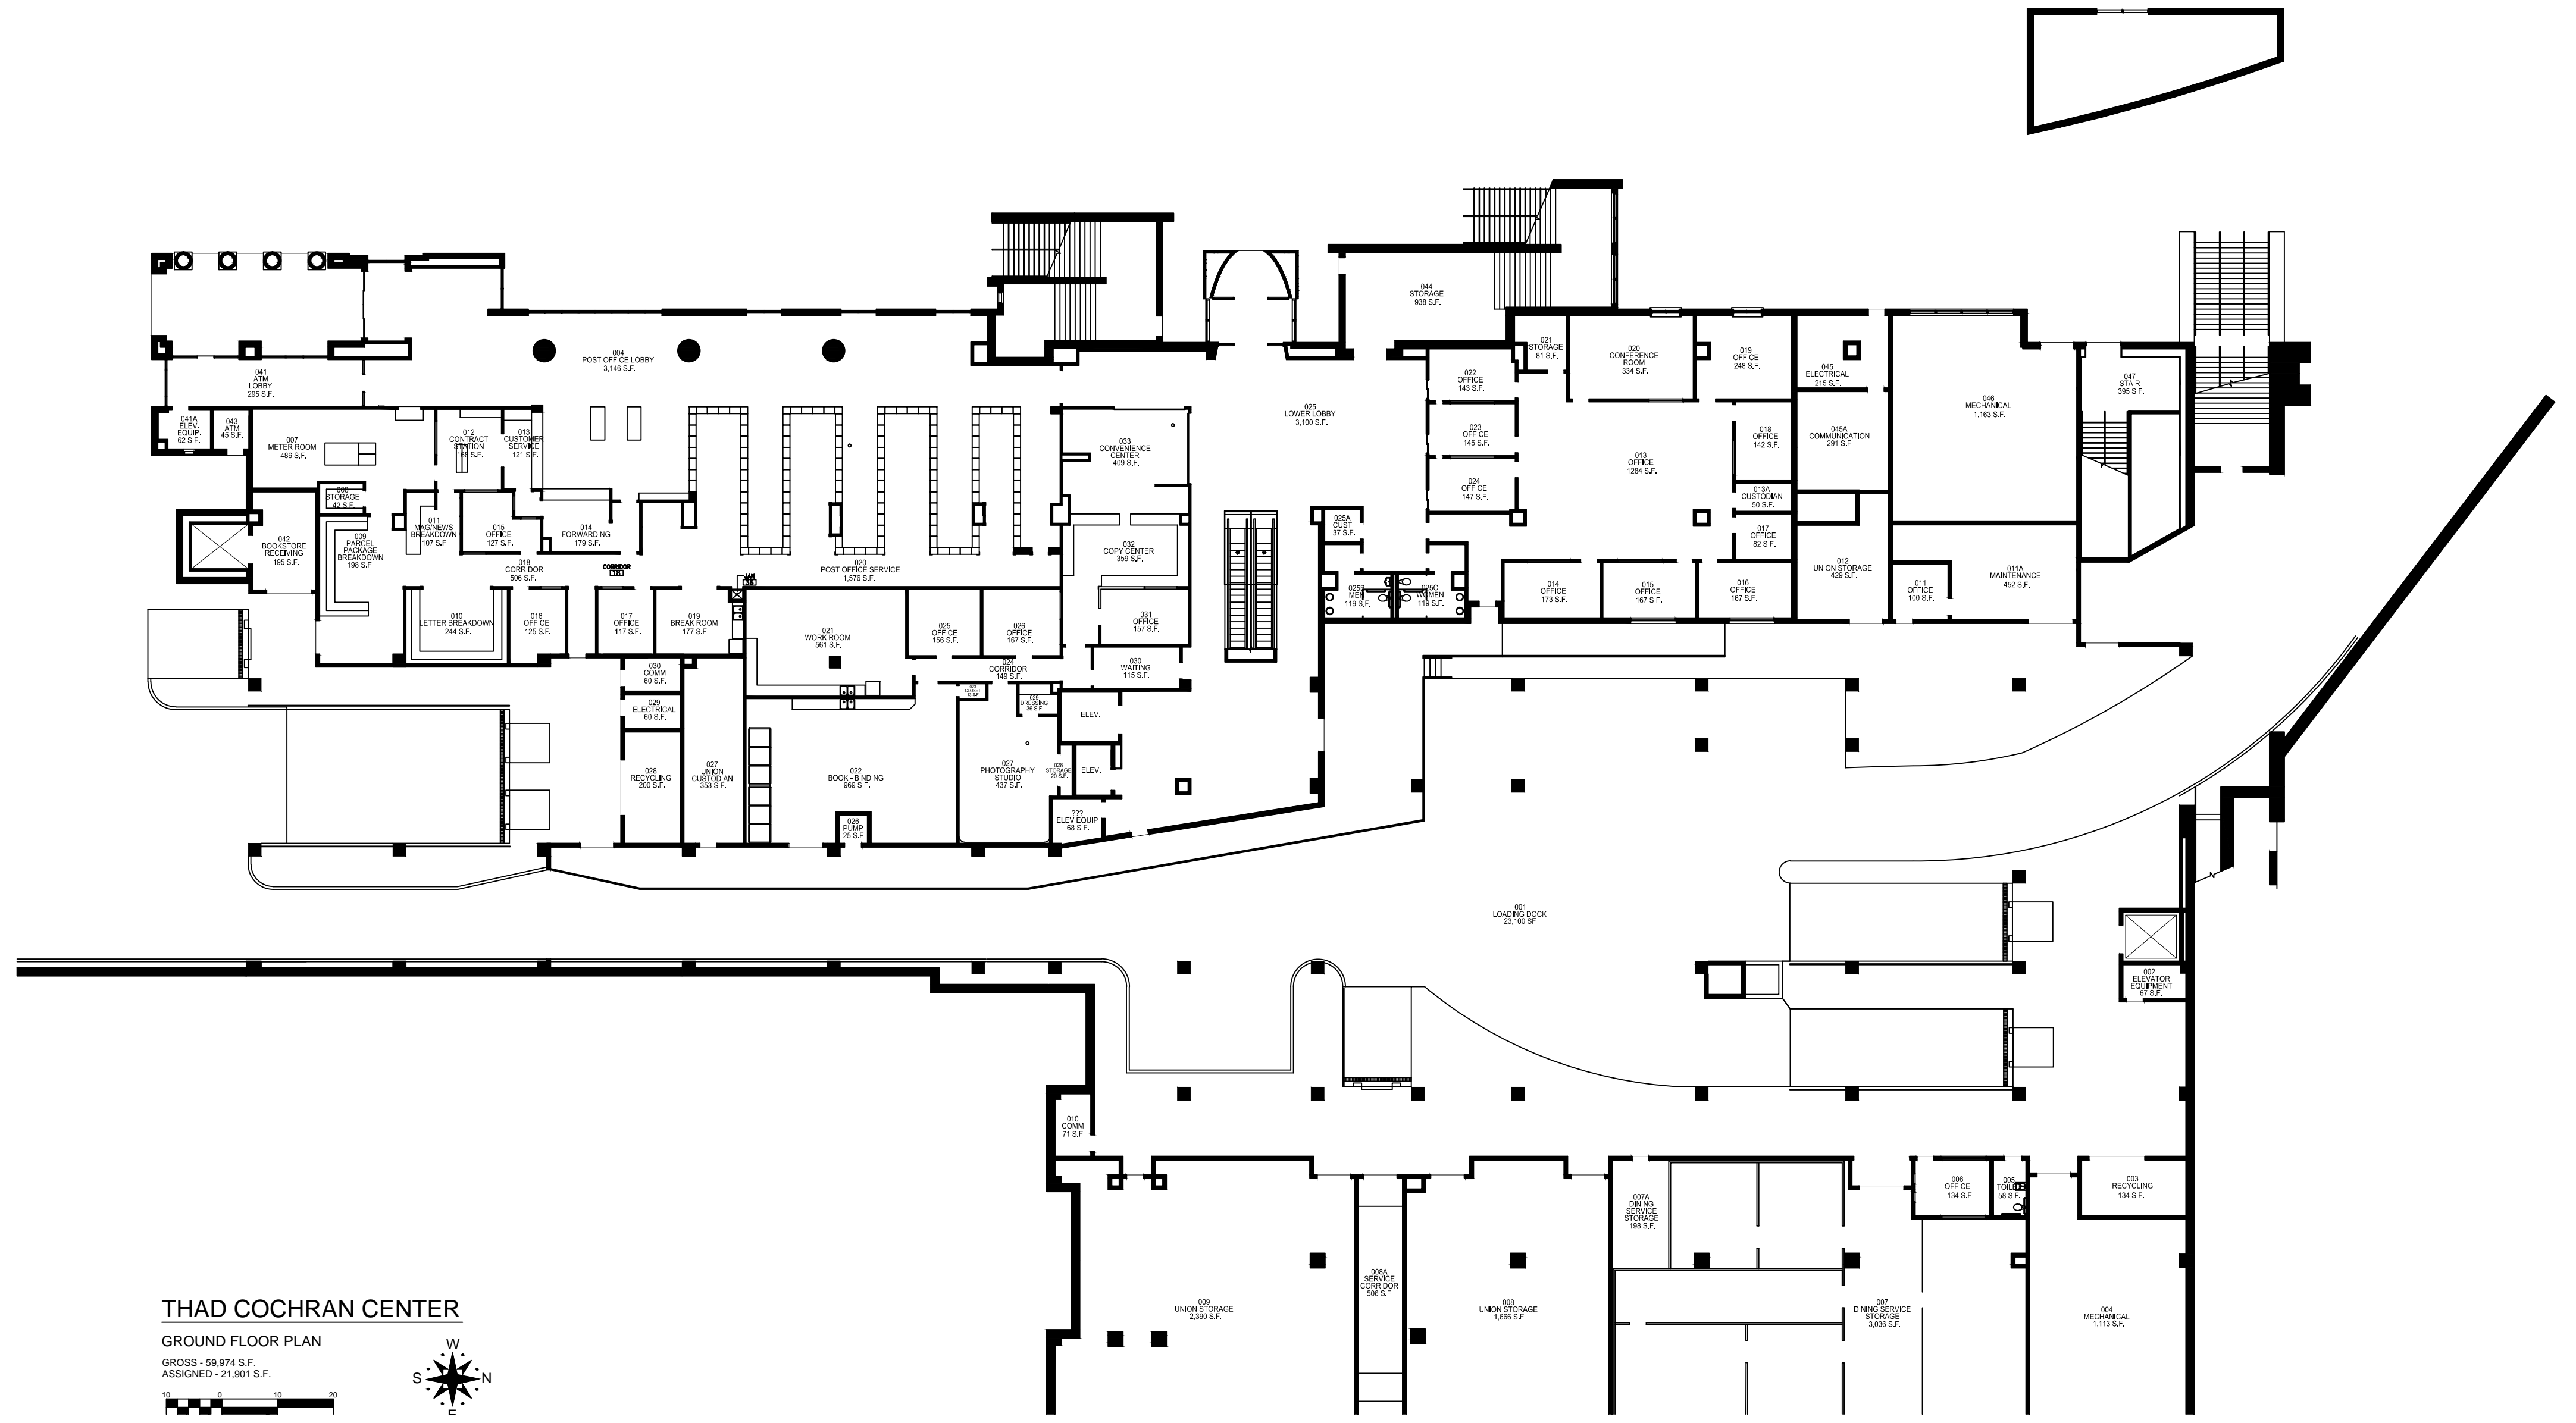 044
STORAGE
938 S.F.
004
POST OFFICE LOBBY
3,146 S.F.
021
STORAGE
81 S.F.
020
CONFERENCE
ROOM
334 S.F.
019
OFFICE
248 S.F.
045
ELECTRICAL
215 S.F.
047
STAIR
395 S.F.
041
ATM
LOBBY
295 S.F.
022
OFFICE
143 S.F.
046
MECHANICAL
1,163 S.F.
025
LOWER LOBBY
3,100 S.F.
041A
ELEV.
EQUIP.
62 S.F.
043
ATM
45 S.F.
007
METER ROOM
486 S.F.
012
CONTRACT
STATION
168 S.F.
013
CUSTOMER
SERVICE
121 S.F.
033
CONVENIENCE
CENTER
409 S.F.
023
OFFICE
145 S.F.
013
OFFICE
1284 S.F.
018
OFFICE
142 S.F.
045A
COMMUNICATION
291 S.F.
024
OFFICE
147 S.F.
013A
CUSTODIAN
50 S.F.
008
STORAGE
42 S.F.
011
MAG/NEWS
BREAKDOWN
107 S.F.
015
OFFICE
127 S.F.
014
FORWARDING
179 S.F.
025A
CUST
37 S.F.
017
OFFICE
82 S.F.
042
BOOKSTORE
RECEIVING
195 S.F.
009
PARCEL
PACKAGE
BREAKDOWN
198 S.F.
018
CORRIDOR
506 S.F.
CORRIDOR
18
JAN
020
POST OFFICE SERVICE
1,576 S.F.
032
COPY CENTER
359 S.F.
012
UNION STORAGE
429 S.F.
011A
MAINTENANCE
452 S.F.
011
OFFICE
100 S.F.
025B
MEN
119 S.F.
025C
WOMEN
119 S.F.
014
OFFICE
173 S.F.
015
OFFICE
167 S.F.
016
OFFICE
167 S.F.
010
LETTER BREAKDOWN
244 S.F.
016
OFFICE
125 S.F.
017
OFFICE
117 S.F.
019
BREAK ROOM
177 S.F.
021
WORK ROOM
561 S.F.
025
OFFICE
156 S.F.
026
OFFICE
167 S.F.
031
OFFICE
157 S.F.
024
CORRIDOR
149 S.F.
030
WAITING
115 S.F.
030
COMM
60 S.F.
023
CLOSET
029
DRESSING
36 S.F.
029
ELECTRICAL
60 S.F.
ELEV.
028
RECYCLING
200 S.F.
027
UNION
CUSTODIAN
353 S.F.
022
BOOK - BINDING
969 S.F.
027
PHOTOGRAPHY
STUDIO
437 S.F.
028
STORAGE
20 S.F.
ELEV.
026
PUMP
25 S.F.
???
ELEV EQUIP
68 S.F.
001
LOADING DOCK
23,100 SF
002
ELEVATOR
EQUIPMENT
67 S.F.
010
COMM
71 S.F.
007A
DINING
SERVICE
STORAGE
198 S.F.
006
OFFICE
134 S.F.
005
TOILET
58 S.F.
003
RECYCLING
134 S.F.
009
UNION STORAGE
2,390 S.F.
008A
SERVICE
CORRIDOR
506 S.F.
008
UNION STORAGE
1,666 S.F.
007
DINING SERVICE
STORAGE
3,036 S.F.
004
MECHANICAL
1,113 S.F.
THAD COCHRAN CENTER
GROUND FLOOR PLAN
GROSS - 59,974 S.F.
ASSIGNED - 21,901 S.F.
10 0 10 20
W
S N
E